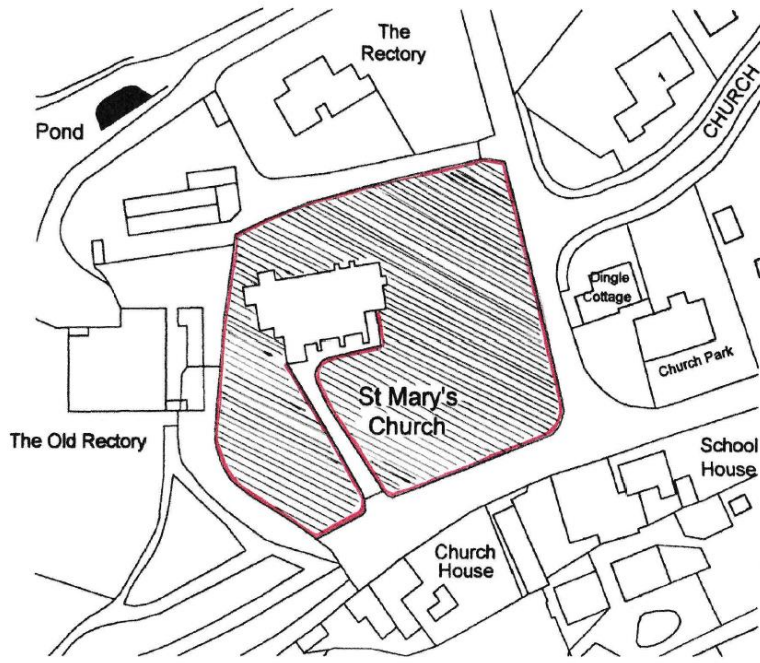 The
Rectory
1
CHURCH
Pond
Dingle
Cottage
Church Park
St Mary's
Church
The Old Rectory
School
House
Church
House